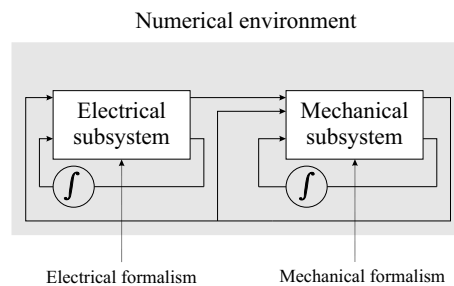 Numerical environment
Electrical
subsystem
Mechanical
subsystem
∫
∫
Electrical formalism
Mechanical formalism